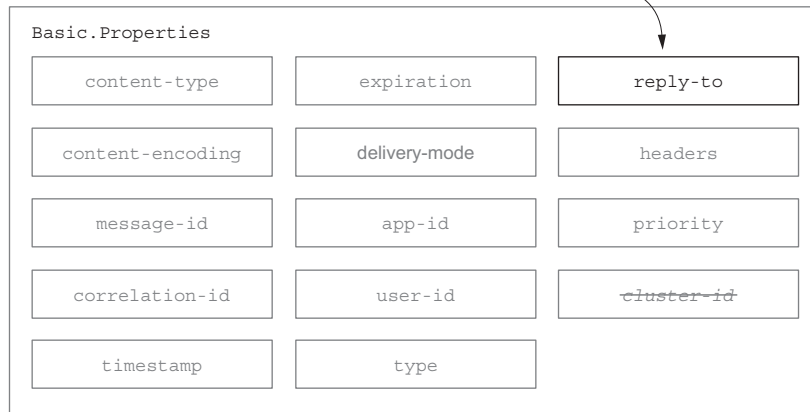 Basic.Properties
content-type expiration reply-to
content-encoding delivery-mode headers
message-id app-id priority
correlation-id user-id cluster-id
timestamp type